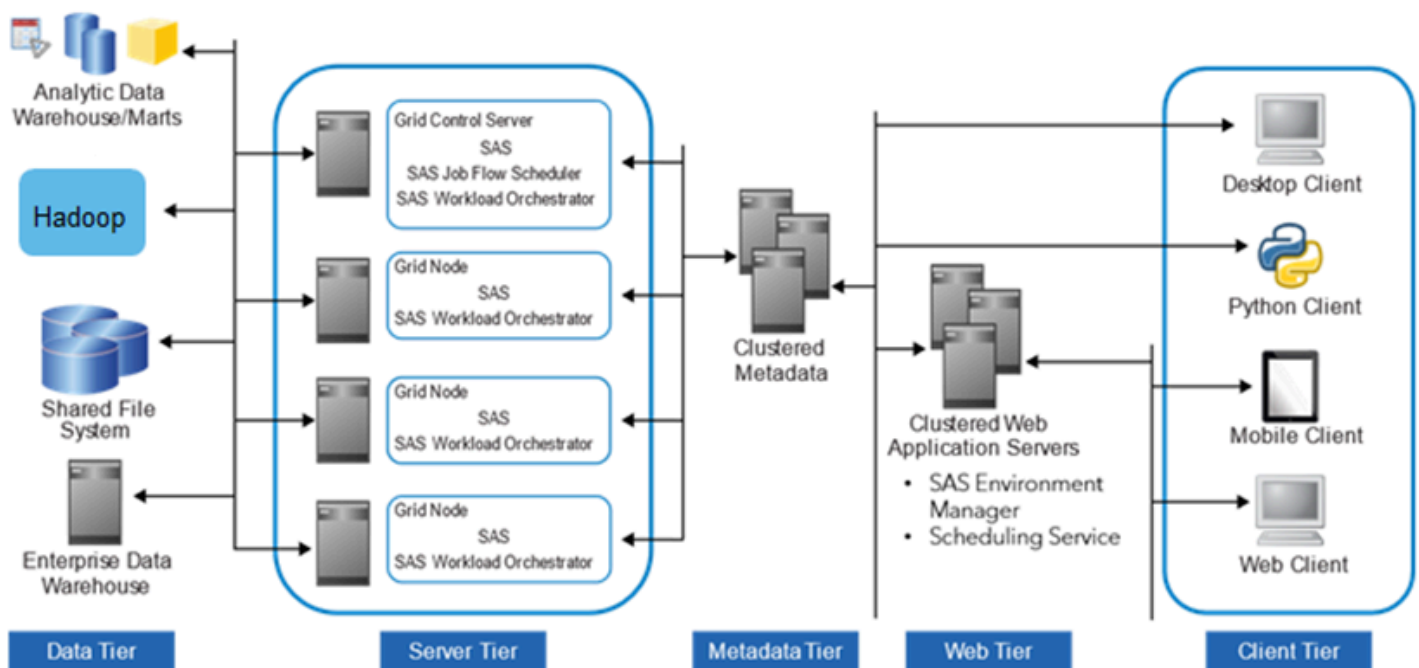 Analytic Data
Warehouse/Marts
Hadoop
Shared File
System
Enterprise Data
Warehouse
Data Tier
Grid Control Server
SAS
SAS Job Flow Scheduler
SAS Workload Orchestrator
Grid Node
SAS
SAS Workload Orchestrator
Grid Node
SAS
SAS Workload Orchestrator
Grid Node
SAS
SAS Workload Orchestrator
Server Tier
Clustered
Metadata
Metadata Tier
Clustered Web
Application Servers
• SAS Environment
Manager
• Scheduling Service
Web Tier
Desktop Client
Python Client
Mobile Client
Web Client
Client Tier